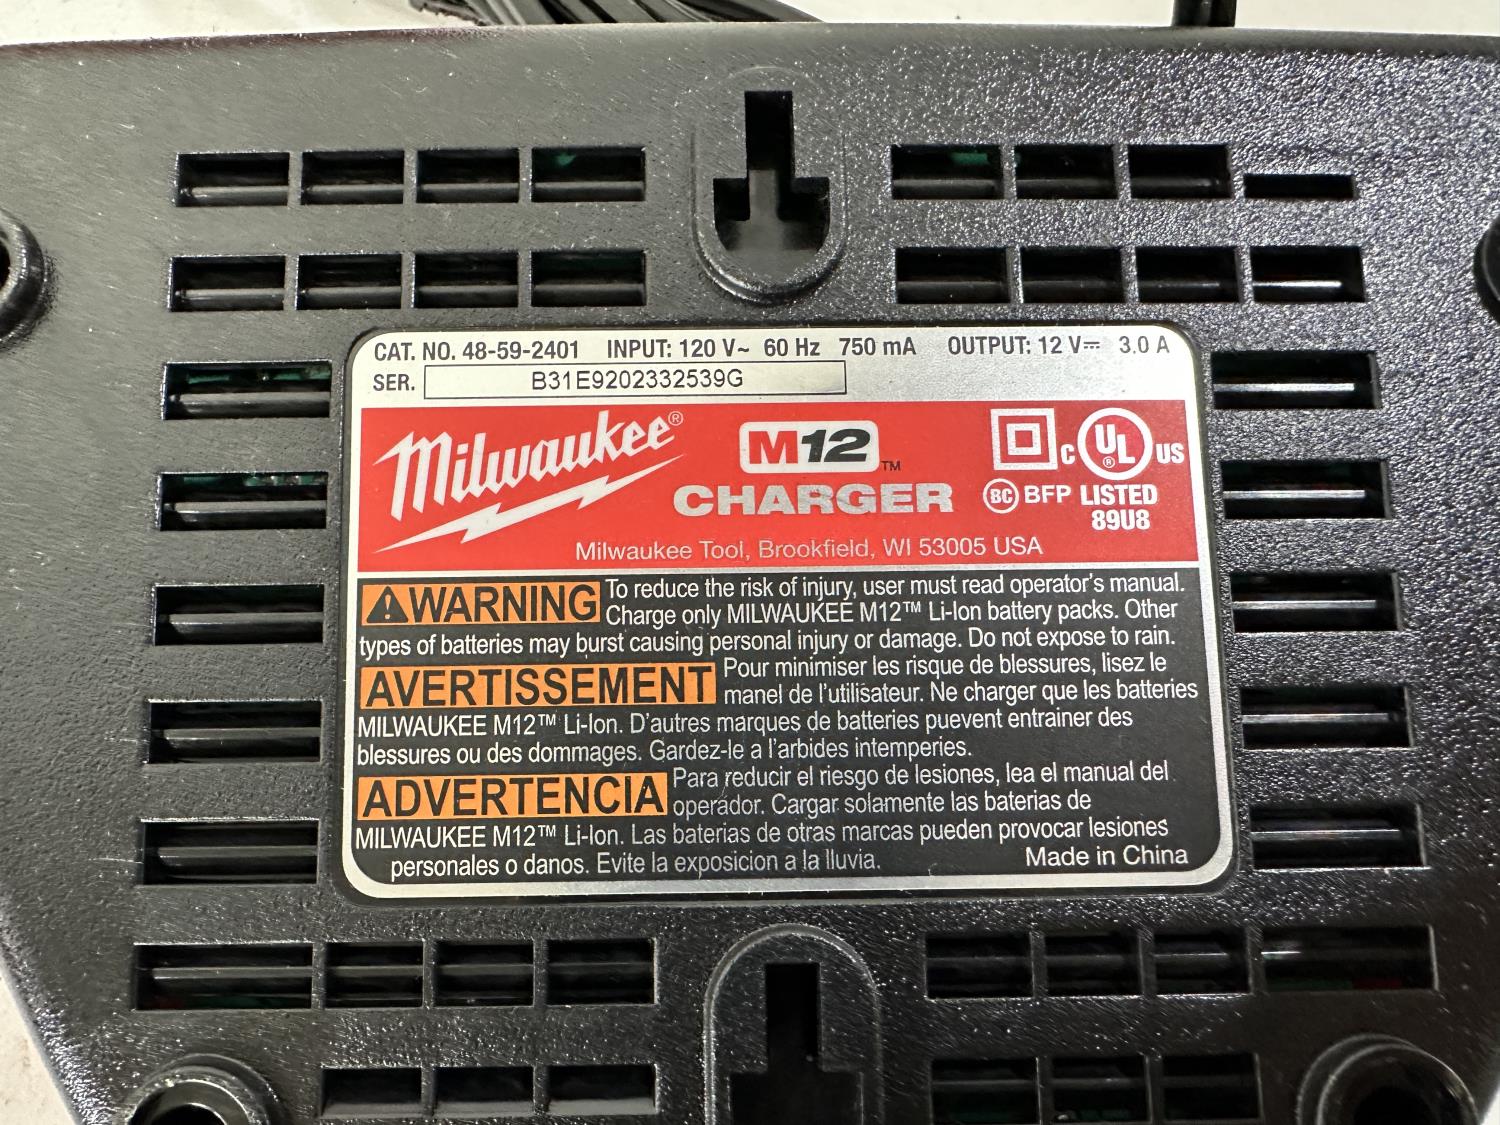 CAT. NO. 48-59-2401 INPUT: 120 V~ 60 Hz 750 mA OUTPUT: 12 V⎓ 3.0 A
SER. B31E9202332539G
Milwaukee®
M12™
CHARGER
C UL® US
BC BFP LISTED
89U8
Milwaukee Tool, Brookfield, WI 53005 USA
⚠WARNING To reduce the risk of injury, user must read operator's manual.
Charge only MILWAUKEE M12™ Li-Ion battery packs. Other
types of batteries may burst causing personal injury or damage. Do not expose to rain.
AVERTISSEMENT Pour minimiser les risque de blessures, lisez le
manel de l'utilisateur. Ne charger que les batteries
MILWAUKEE M12™ Li-Ion. D'autres marques de batteries puevent entrainer des
blessures ou des dommages. Gardez-le a l'arbides intemperies.
ADVERTENCIA Para reducir el riesgo de lesiones, lea el manual del
operador. Cargar solamente las baterias de
MILWAUKEE M12™ Li-Ion. Las baterias de otras marcas pueden provocar lesiones
personales o danos. Evite la exposicion a la lluvia. Made in China